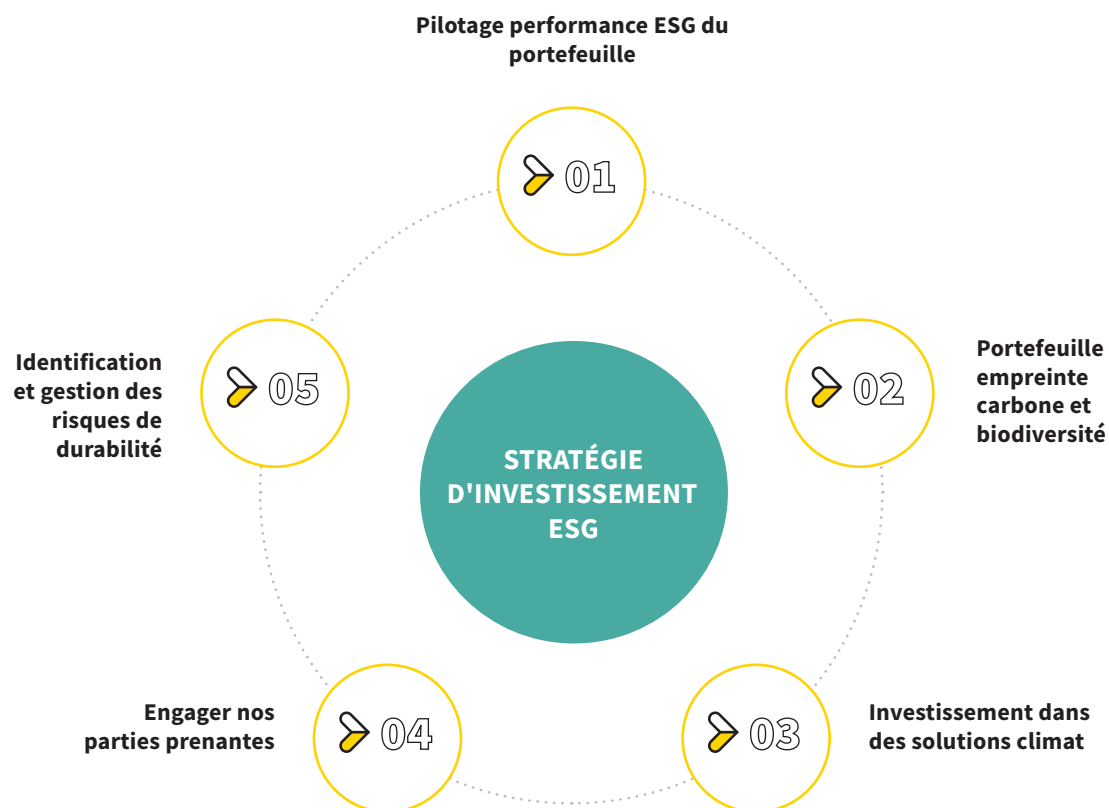 Pilotage performance ESG du
portefeuille
01
02
Portefeuille
empreinte
carbone et
biodiversité
03
Investissement dans
des solutions climat
04
Engager nos
parties prenantes
05
Identification
et gestion des
risques de
durabilité
STRATÉGIE
D'INVESTISSEMENT
ESG